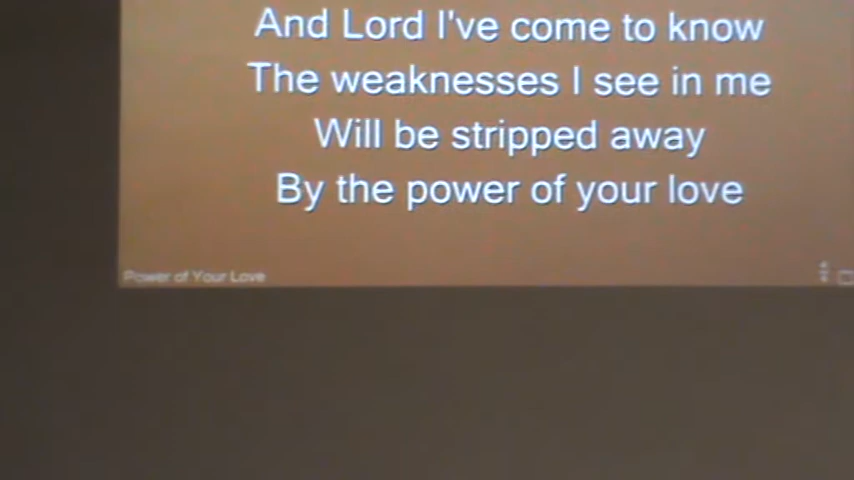 And Lord I've come to know
The weaknesses I see in me
Will be stripped away
By the power of your love
Power of Your Love